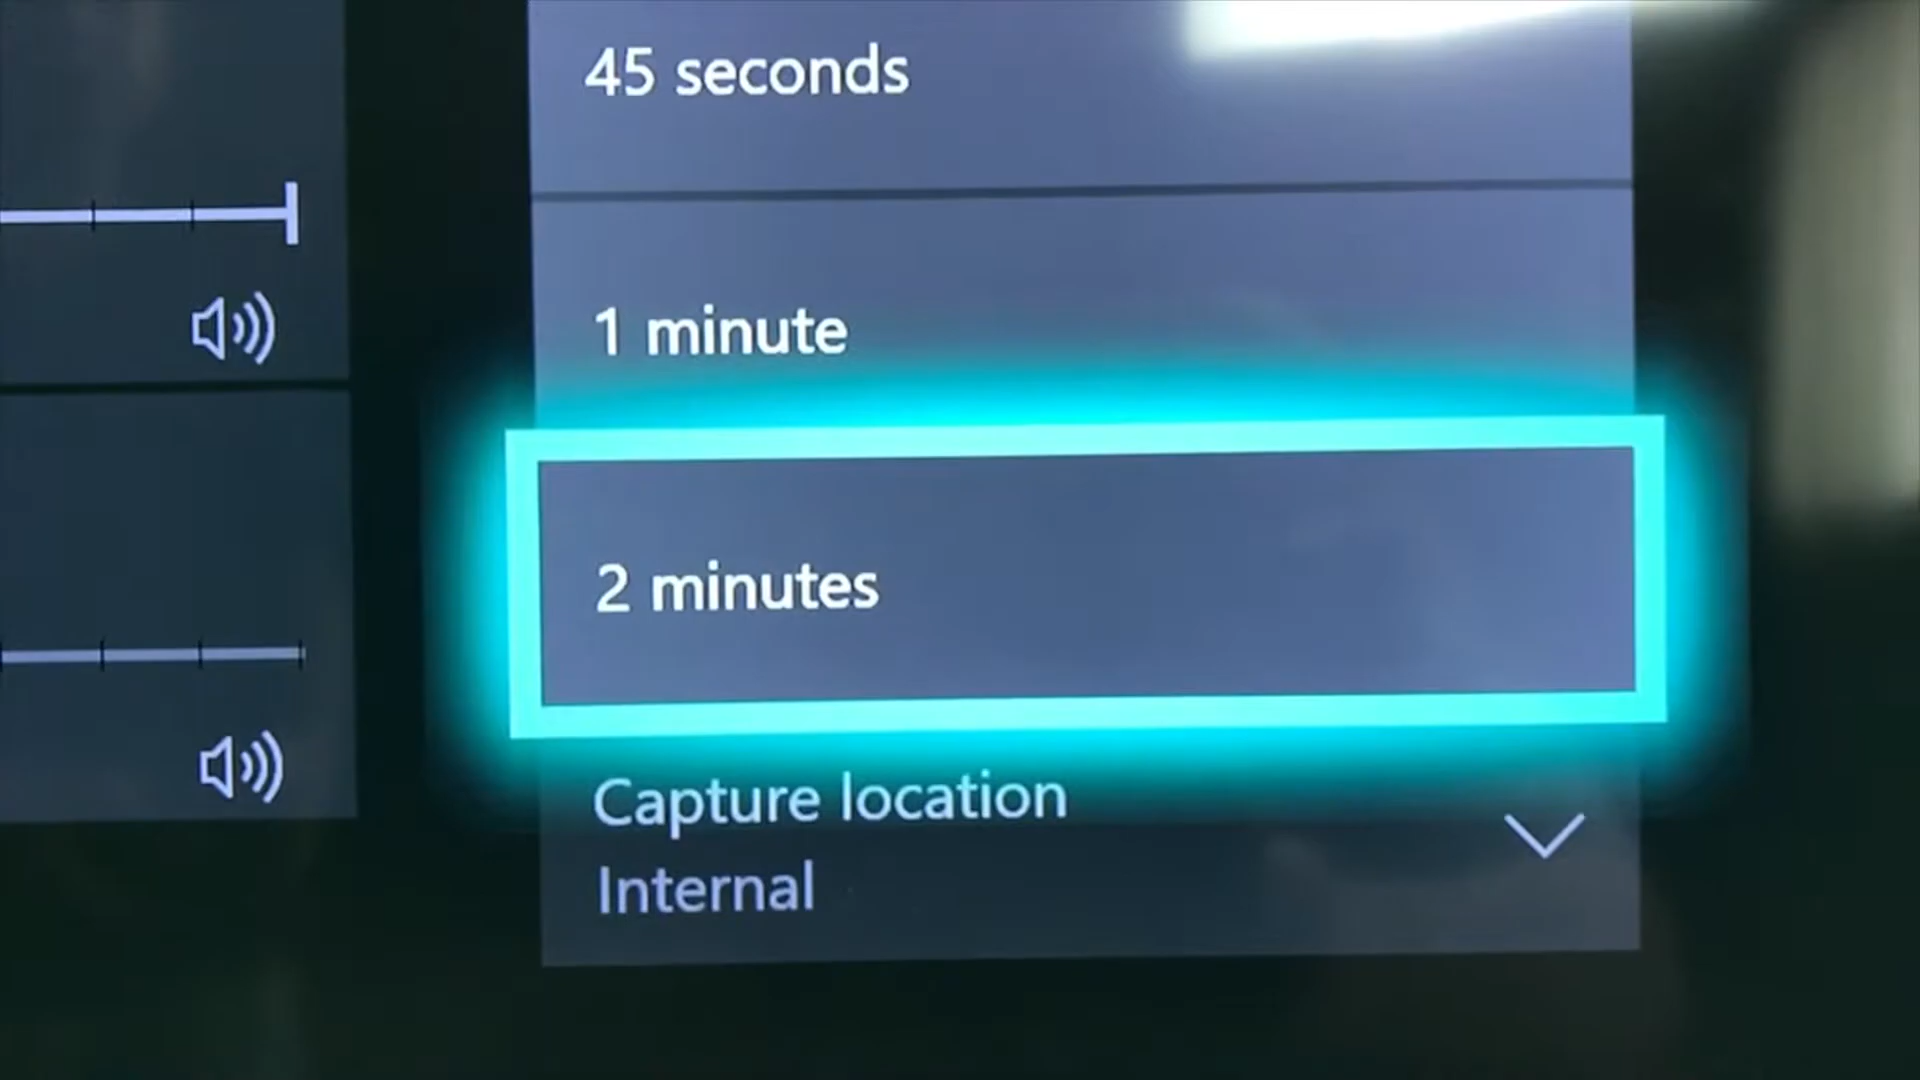 45 seconds
1 minute
2 minutes
Capture location
Internal